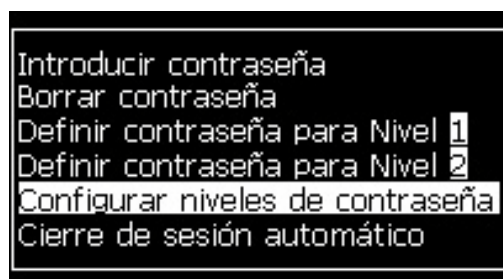 Introducir contraseña
Borrar contraseña
Definir contraseña para Nivel 1
Definir contraseña para Nivel 2
Configurar niveles de contraseña
Cierre de sesión automático